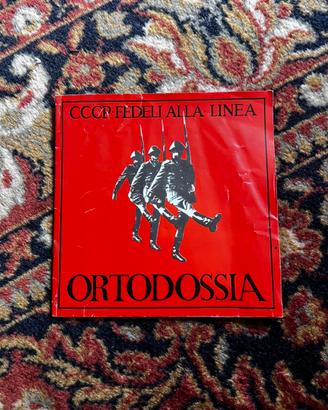 CCCP FEDELI ALLA LINEA
ORTODOSSIA